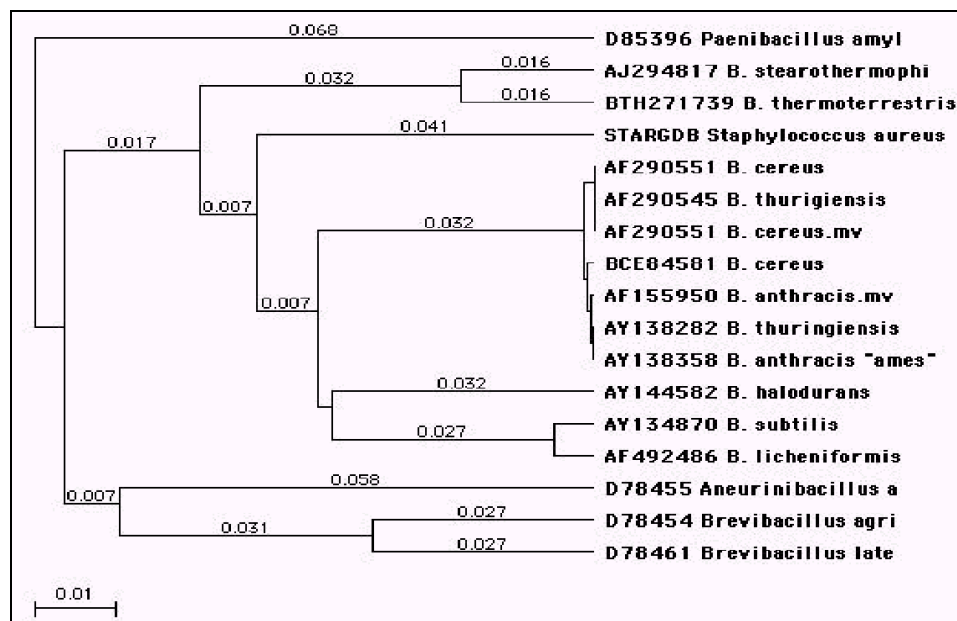 0.068
D85396 Paenibacillus amyl
0.016
AJ294817 B. stearothermophi
0.032
0.016
BTH271739 B. thermoterrestris
0.041
STARGDB Staphylococcus aureus
0.017
AF290551 B. cereus
AF290545 B. thurigiensis
0.007
0.032
AF290551 B. cereus.mv
BCE84581 B. cereus
AF155950 B. anthracis.mv
0.007
AY138282 B. thuringiensis
AY138358 B. anthracis "ames"
0.032
AY144582 B. halodurans
AY134870 B. subtilis
0.027
AF492486 B. licheniformis
0.058
D78455 Aneurinibacillus a
0.007
0.027
D78454 Brevibacillus agri
0.031
0.027
D78461 Brevibacillus late
0.01